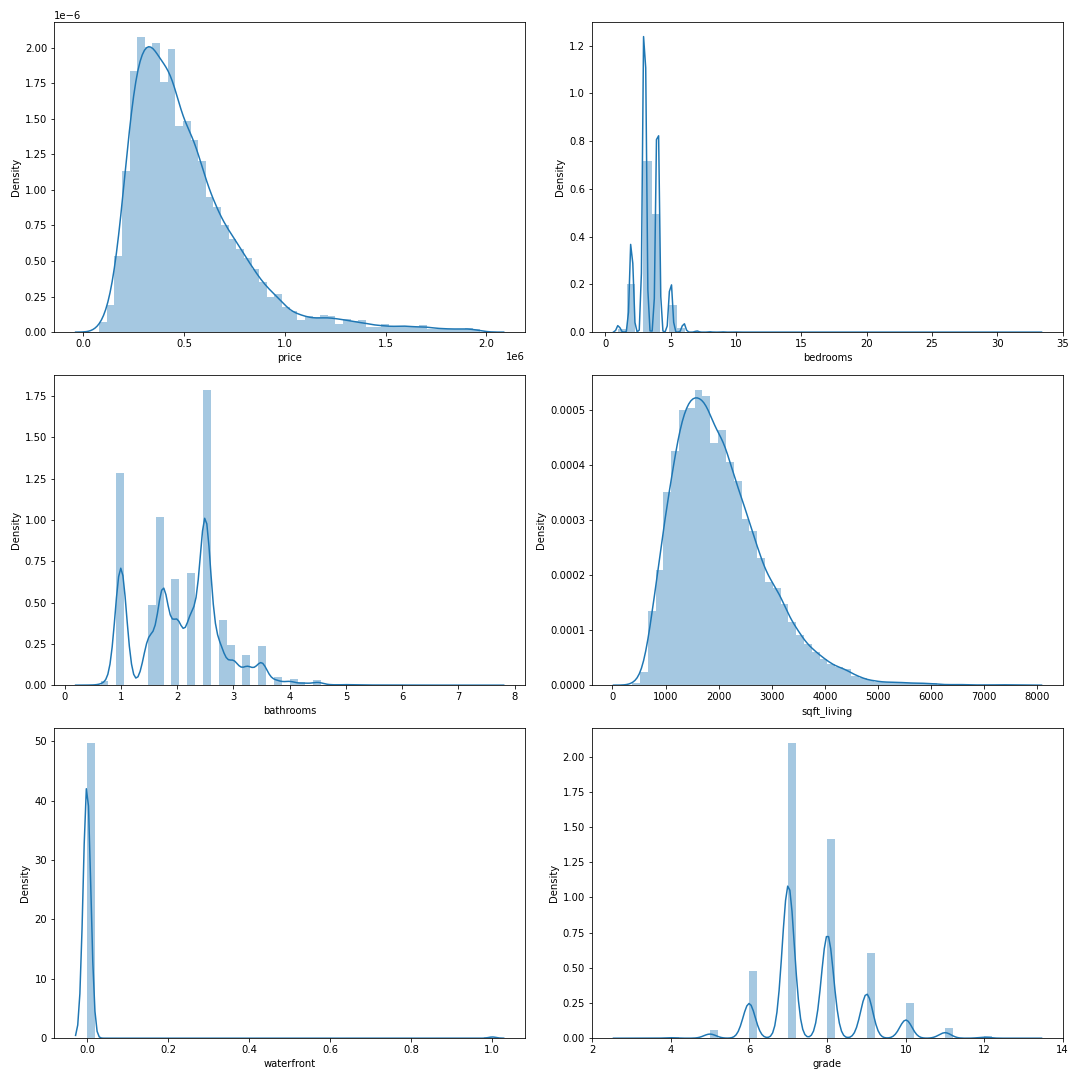 1e−6
2.00
1.75
1.50
1.25
1.00
0.75
0.50
0.25
0.00
Density
0.0 0.5 1.0 1.5 2.0
1e6
price
1.2
1.0
0.8
0.6
0.4
0.2
0.0
Density
0 5 10 15 20 25 30 35
bedrooms
1.75
1.50
1.25
1.00
0.75
0.50
0.25
0.00
Density
0 1 2 3 4 5 6 7 8
bathrooms
0.0005
0.0004
0.0003
0.0002
0.0001
0.0000
Density
0 1000 2000 3000 4000 5000 6000 7000 8000
sqft_living
50
40
30
20
10
0
Density
0.0 0.2 0.4 0.6 0.8 1.0
waterfront
2.00
1.75
1.50
1.25
1.00
0.75
0.50
0.25
0.00
Density
2 4 6 8 10 12 14
grade